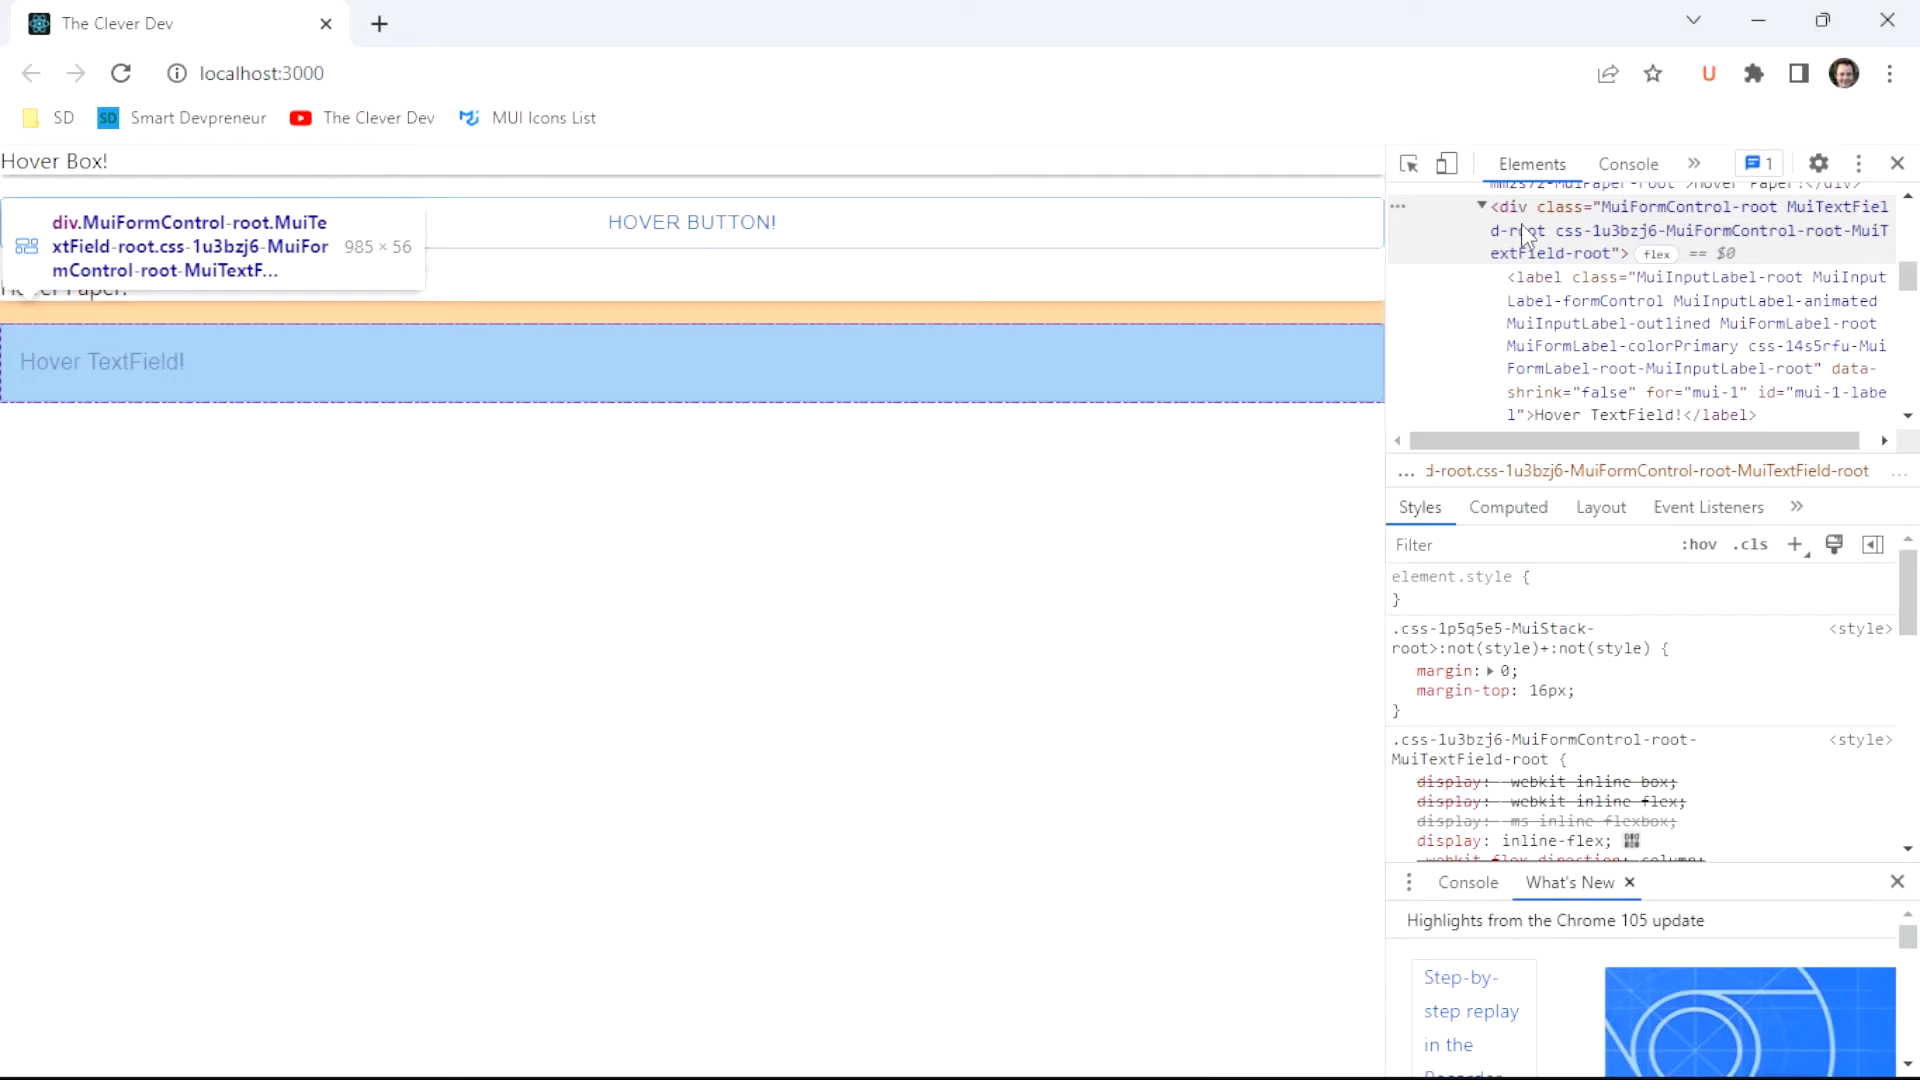 The Clever Dev
localhost:3000
U
SD
SD Smart Devpreneur
The Clever Dev
MUI Icons List
Hover Box!
HOVER BUTTON!
div.MuiFormControl-root.MuiTe
xtField-root.css-1u3bzj6-MuiFor
mControl-root-MuiTextF...
985 × 56
Hover TextField!
Elements
Console
1
<div class="MuiFormControl-root MuiTextFiel
d-root css-1u3bzj6-MuiFormControl-root-MuiT
extField-root"> flex == $0
<label class="MuiInputLabel-root MuiInput
Label-formControl MuiInputLabel-animated
MuiInputLabel-outlined MuiFormLabel-root
MuiFormLabel-colorPrimary css-14s5rfu-Mui
FormLabel-root-MuiInputLabel-root" data-
shrink="false" for="mui-1" id="mui-1-labe
l">Hover TextField!</label>
... d-root.css-1u3bzj6-MuiFormControl-root-MuiTextField-root ...
Styles
Computed
Layout
Event Listeners
Filter
:hov
.cls
element.style {
}
.css-1p5q5e5-MuiStack-
root>:not(style)+:not(style) {
<style>
margin: 0;
margin-top: 16px;
}
.css-1u3bzj6-MuiFormControl-root-
MuiTextField-root {
<style>
display: -webkit-inline-box;
display: -webkit-inline-flex;
display: -ms-inline-flexbox;
display: inline-flex;
-webkit-flex-direction: column;
Console
What's New
Highlights from the Chrome 105 update
Step-by-
step replay
in the